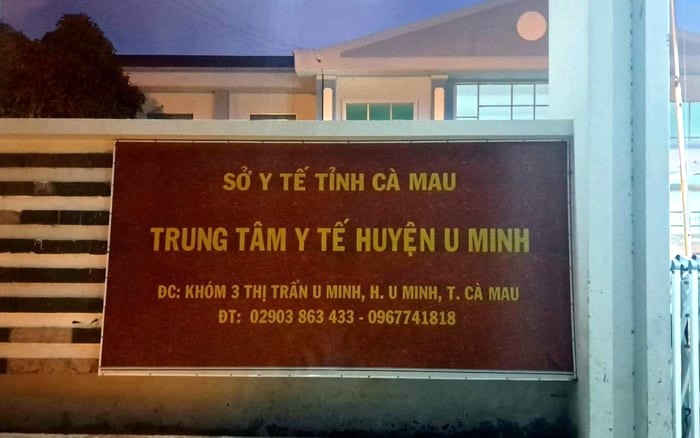 SỞ Y TẾ TỈNH CÀ MAU
TRUNG TÂM Y TẾ HUYỆN U MINH
ĐC: KHÓM 3 THỊ TRẤN U MINH, H. U MINH, T. CÀ MAU
ĐT: 02903 863 433 - 0967741818